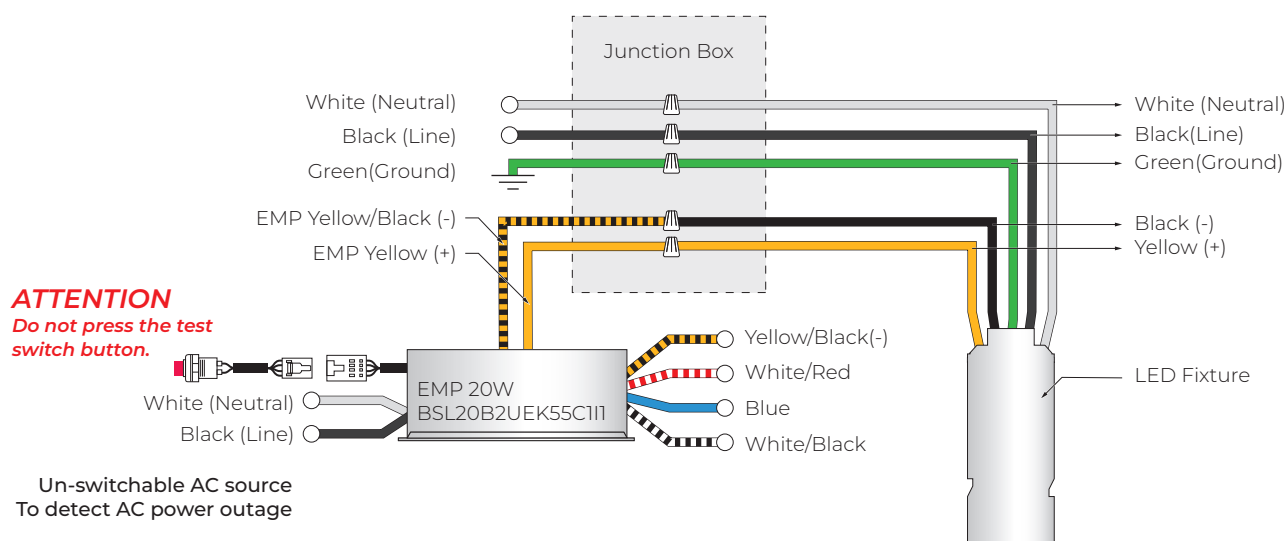 Junction Box
White (Neutral)
White (Neutral)
Black (Line)
Black(Line)
Green(Ground)
Green(Ground)
EMP Yellow/Black (-)
Black (-)
EMP Yellow (+)
Yellow (+)
ATTENTION
Do not press the test
switch button.
Yellow/Black(-)
White/Red
EMP 20W
BSL20B2UEK55C1I1
LED Fixture
White (Neutral)
Blue
Black (Line)
White/Black
Un-switchable AC source
To detect AC power outage